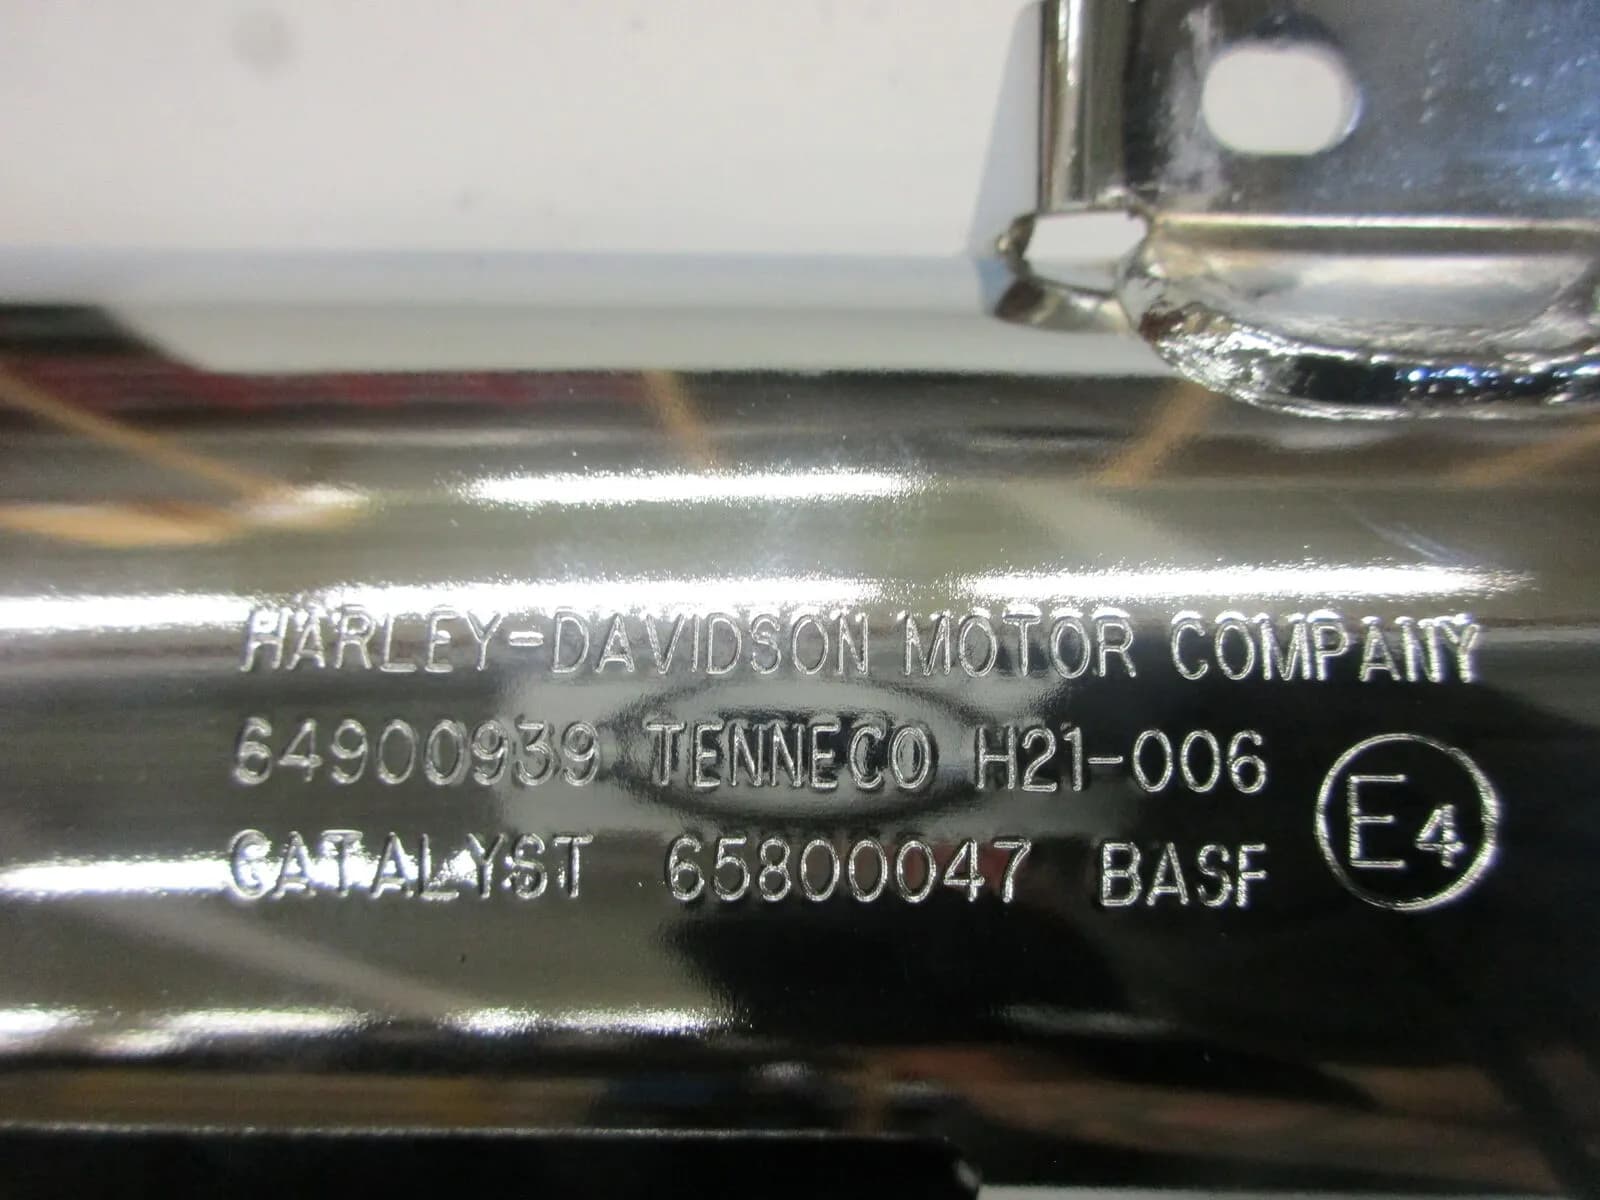 HARLEY-DAVIDSON MOTOR COMPANY
64900939 TENNECO H21-006
CATALYST 65800047 BASF
E4